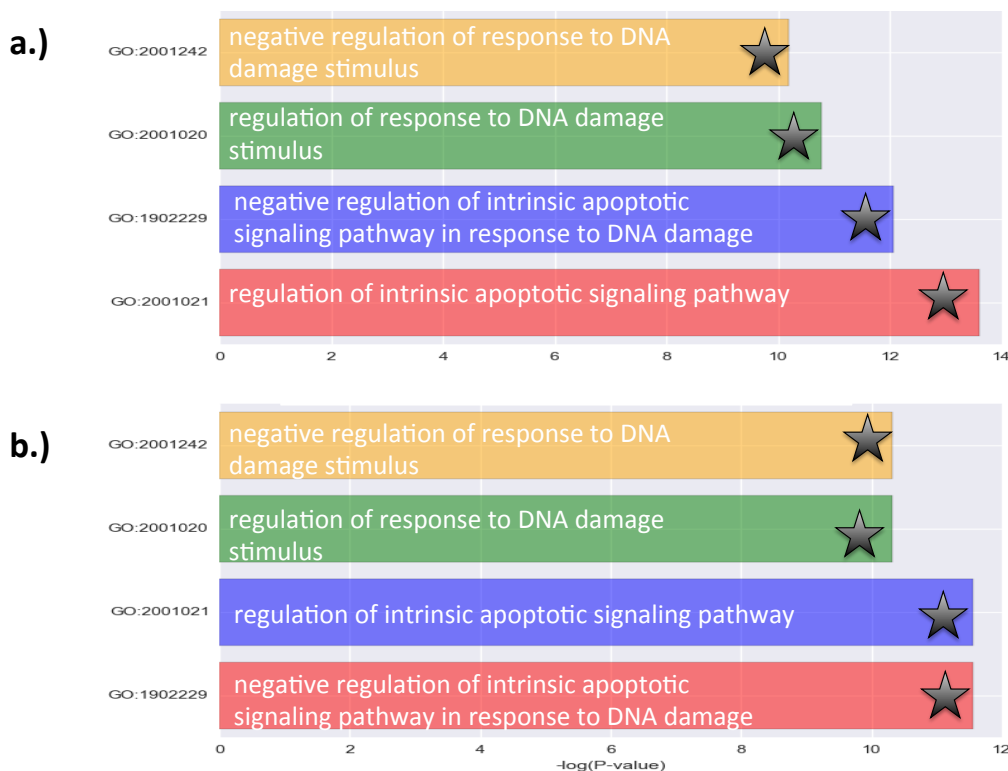 a.)
GO:2001242
negative regulation of response to DNA
damage stimulus
GO:2001020
regulation of response to DNA damage
stimulus
GO:1902229
negative regulation of intrinsic apoptotic
signaling pathway in response to DNA damage
GO:2001021
regulation of intrinsic apoptotic signaling pathway
0 2 4 6 8 10 12 14
b.)
GO:2001242
negative regulation of response to DNA
damage stimulus
GO:2001020
regulation of response to DNA damage
stimulus
GO:2001021
regulation of intrinsic apoptotic signaling pathway
GO:1902229
negative regulation of intrinsic apoptotic
signaling pathway in response to DNA damage
0 2 4 6 8 10 12
-log(P-value)